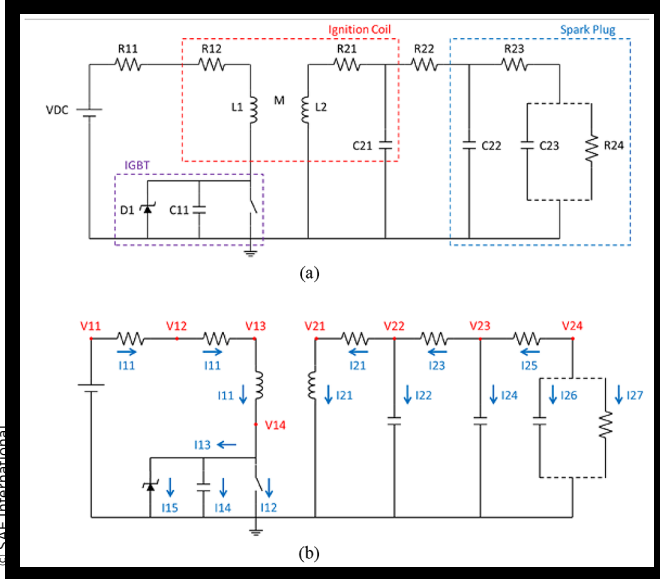 Ignition Coil
Spark Plug
R11
R12
R21
R22
R23
VDC
L1
M
L2
C21
C22
C23
R24
IGBT
D1
C11
(a)
V11
V12
V13
V21
V22
V23
V24
I11
I11
I21
I23
I25
I11
I21
I22
I24
I26
I27
V14
I13
I15
I14
I12
(b)
(c) SAE International